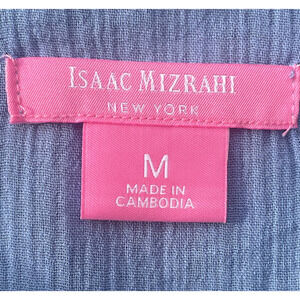 ISAAC MIZRAHI
NEW YORK
M
MADE IN
CAMBODIA